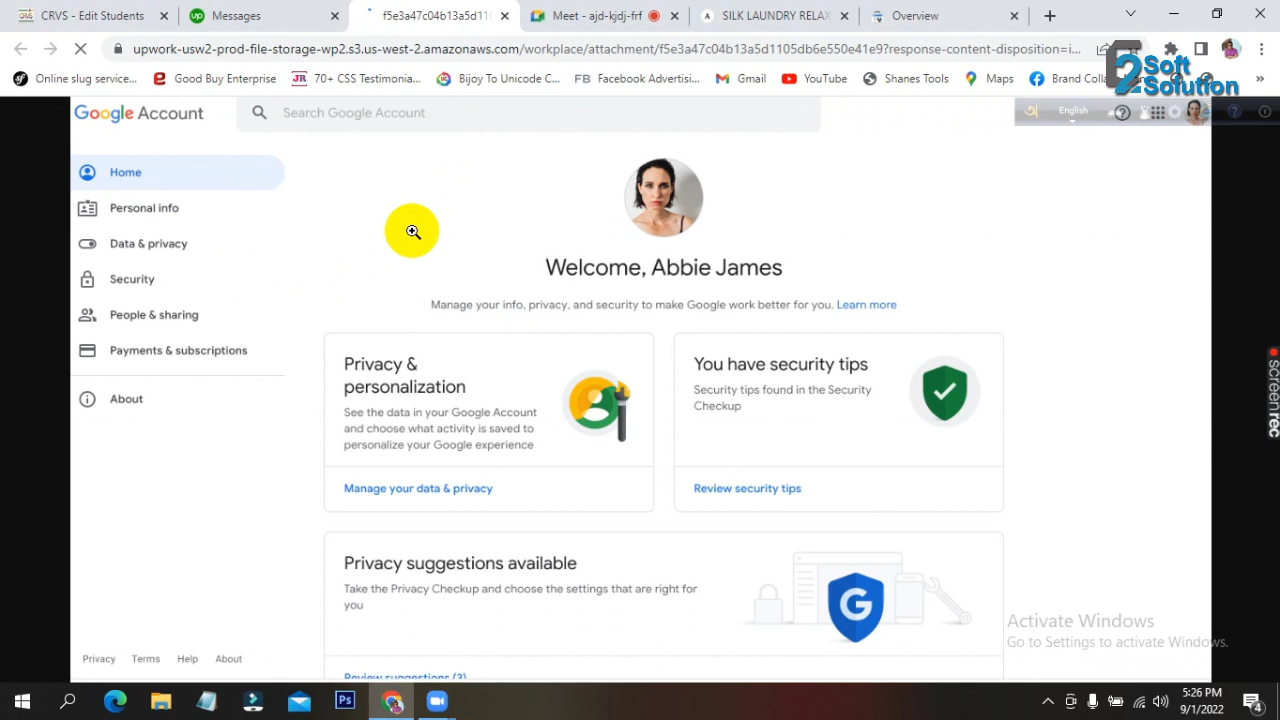 CRVS - Edit Students
Messages
f5e3a47c04b13a5d11
Meet - ajd-kjdj-frf
SILK LAUNDRY RELAX
Overview
upwork-usw2-prod-file-storage-wp2.s3.us-west-2.amazonaws.com/workplace/attachment/f5e3a47c04b13a5d1105db6e550e41e9?response-content-disposition=i...
Online slug service...
Good Buy Enterprise
70+ CSS Testimonia...
Bijoy To Unicode C...
FB Facebook Advertisi...
Gmail
YouTube
Shanes Tools
Maps
Brand Colla
»
2 Soft
Solution
Google Account
Search Google Account
English
Home
Personal info
Data & privacy
Security
People & sharing
Payments & subscriptions
About
Welcome, Abbie James
Manage your info, privacy, and security to make Google work better for you. Learn more
Privacy &
personalization
See the data in your Google Account
and choose what activity is saved to
personalize your Google experience
Manage your data & privacy
You have security tips
Security tips found in the Security
Checkup
Review security tips
Privacy suggestions available
Take the Privacy Checkup and choose the settings that are right for
you
Review suggestions (3)
Privacy Terms Help About
Activate Windows
Go to Settings to activate Windows.
screenrec
Ps
5:26 PM
9/1/2022
4